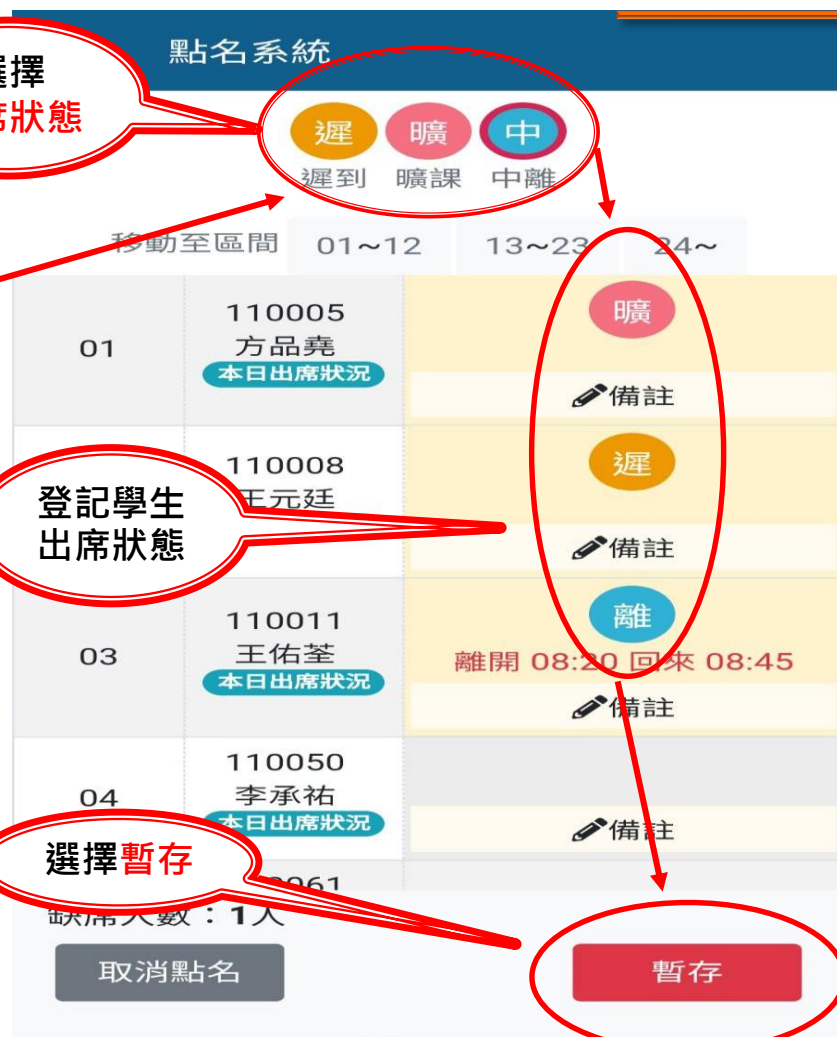 點名系統
選擇
席狀態
遲 曠 中
遲到 曠課 中離
移動至區間 01~12 13~23 24~
01
110005
方品堯
本日出席狀況
曠
備註
登記學生
出席狀態
110008
王元廷
遲
備註
03
110011
王佑荃
本日出席狀況
離
離開 08:20 回來 08:45
備註
04
110050
李承祐
本日出席狀況
備註
選擇暫存
缺席人數：1人
取消點名
暫存